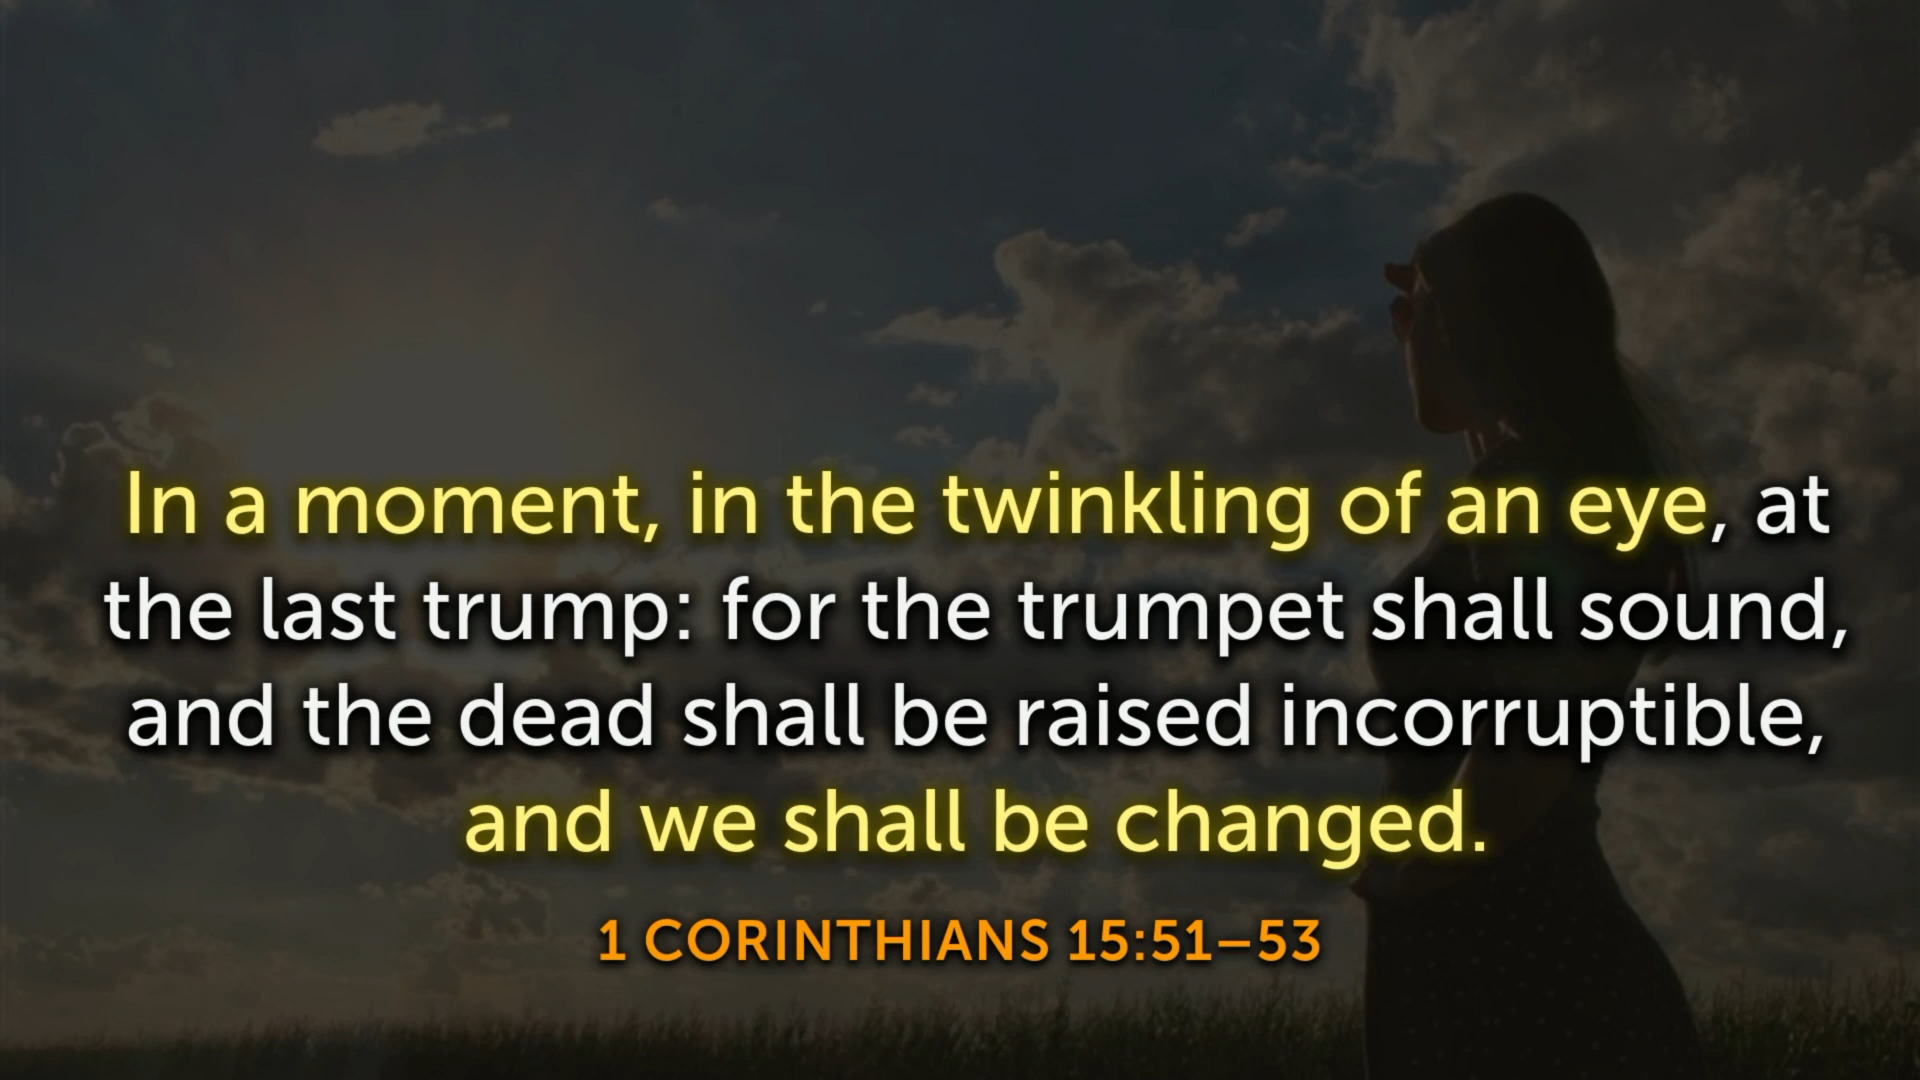 In a moment, in the twinkling of an eye, at
the last trump: for the trumpet shall sound,
and the dead shall be raised incorruptible,
and we shall be changed.
1 CORINTHIANS 15:51–53